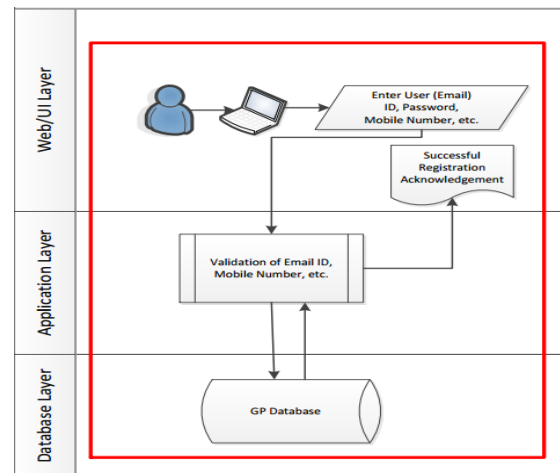 Web/UI Layer
Enter User (Email)
ID, Password,
Mobile Number, etc.
Successful
Registration
Acknowledgement
Application Layer
Validation of Email ID,
Mobile Number, etc.
Database Layer
GP Database